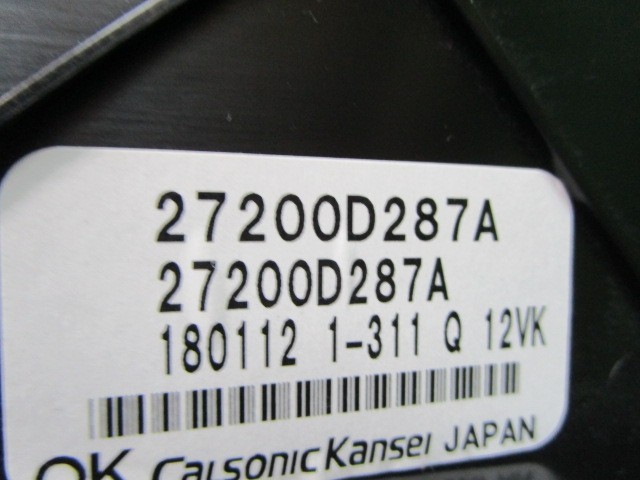 27200D287A
27200D287A
180112 1-311 Q 12VK
OK CalsonicKansei JAPAN